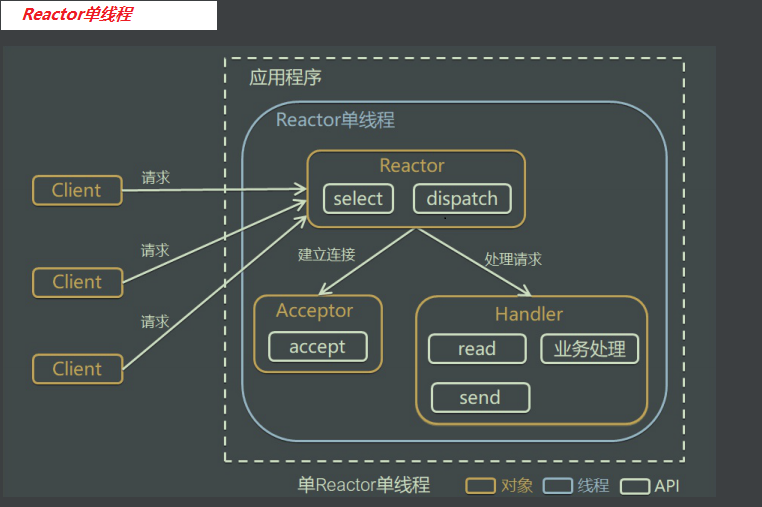 Reactor单线程
应用程序
Reactor单线程
Reactor
select
dispatch
Client
请求
Client
请求
Client
请求
建立连接
处理请求
Acceptor
accept
Handler
read
业务处理
send
单Reactor单线程
对象
线程
API